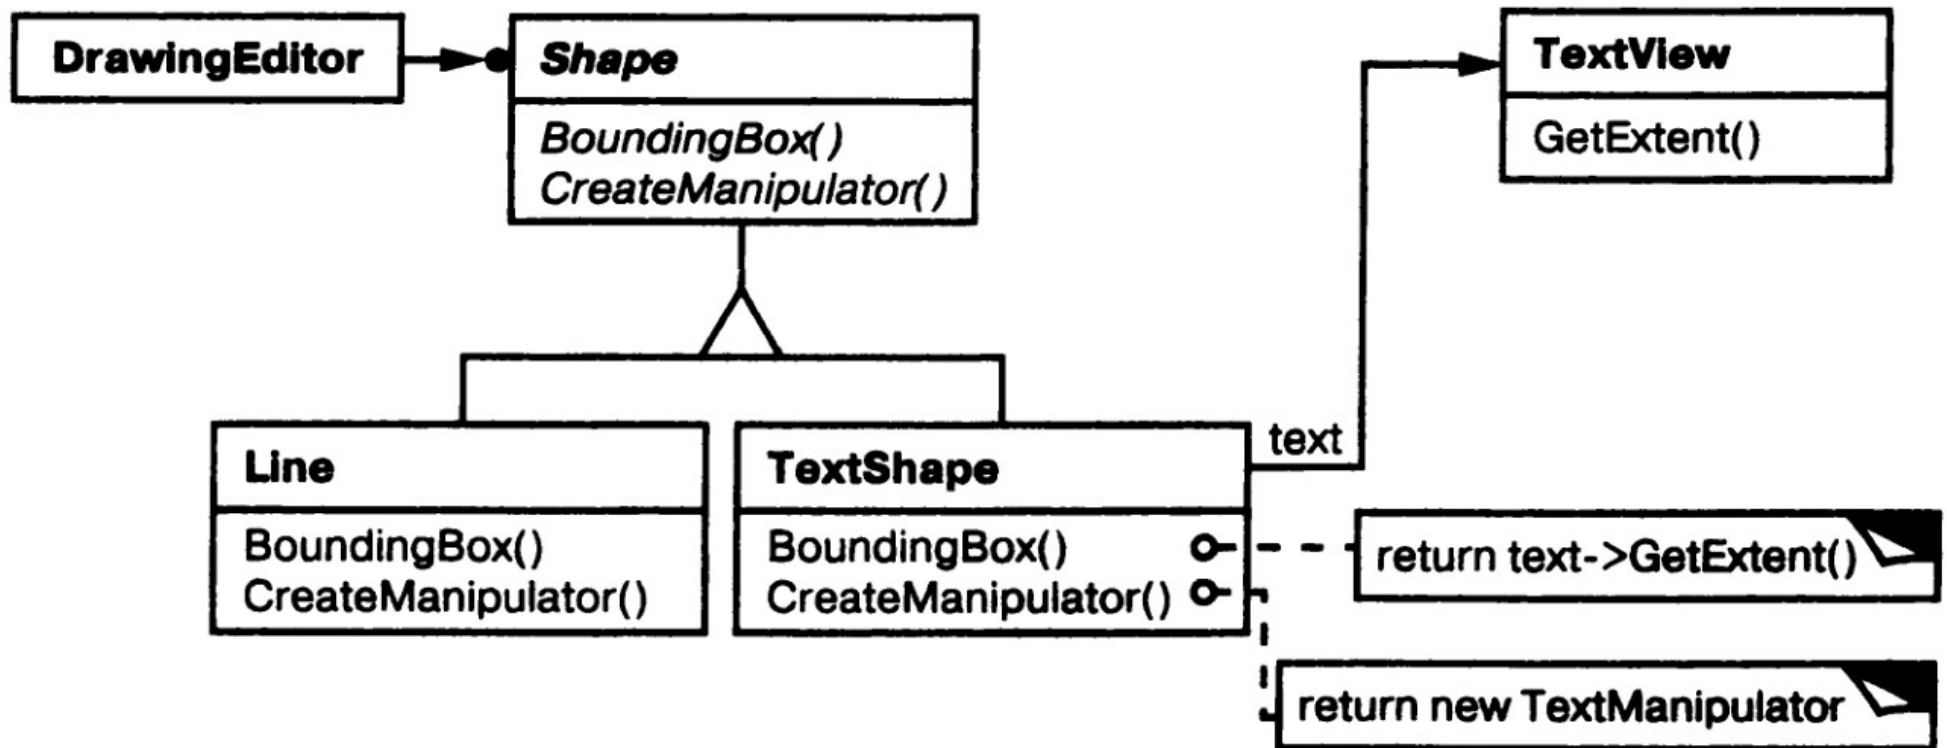 DrawingEditor
Shape
BoundingBox()
CreateManipulator()
TextView
GetExtent()
Line
BoundingBox()
CreateManipulator()
TextShape
BoundingBox()
CreateManipulator()
text
return text->GetExtent()
return new TextManipulator